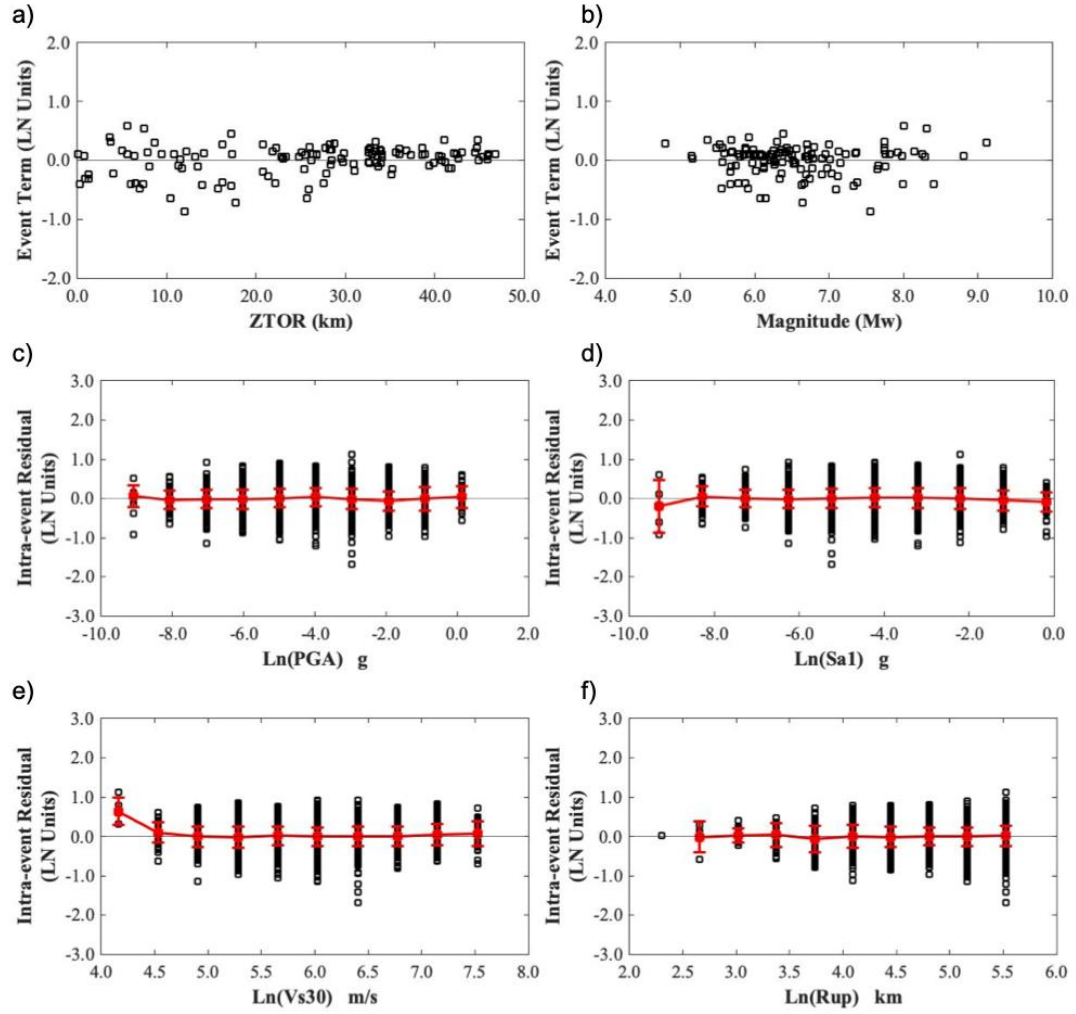 a)
b)
2.0
1.0
0.0
-1.0
-2.0
Event Term (LN Units)
0.0 10.0 20.0 30.0 40.0 50.0
ZTOR (km)
2.0
1.0
0.0
-1.0
-2.0
Event Term (LN Units)
4.0 5.0 6.0 7.0 8.0 9.0 10.0
Magnitude (Mw)
c)
d)
3.0
2.0
1.0
0.0
-1.0
-2.0
-3.0
Intra-event Residual
(LN Units)
-10.0 -8.0 -6.0 -4.0 -2.0 0.0 2.0
Ln(PGA) g
3.0
2.0
1.0
0.0
-1.0
-2.0
-3.0
Intra-event Residual
(LN Units)
-10.0 -8.0 -6.0 -4.0 -2.0 0.0
Ln(Sa1) g
e)
f)
3.0
2.0
1.0
0.0
-1.0
-2.0
-3.0
Intra-event Residual
(LN Units)
4.0 4.5 5.0 5.5 6.0 6.5 7.0 7.5 8.0
Ln(Vs30) m/s
3.0
2.0
1.0
0.0
-1.0
-2.0
-3.0
Intra-event Residual
(LN Units)
2.0 2.5 3.0 3.5 4.0 4.5 5.0 5.5 6.0
Ln(Rup) km